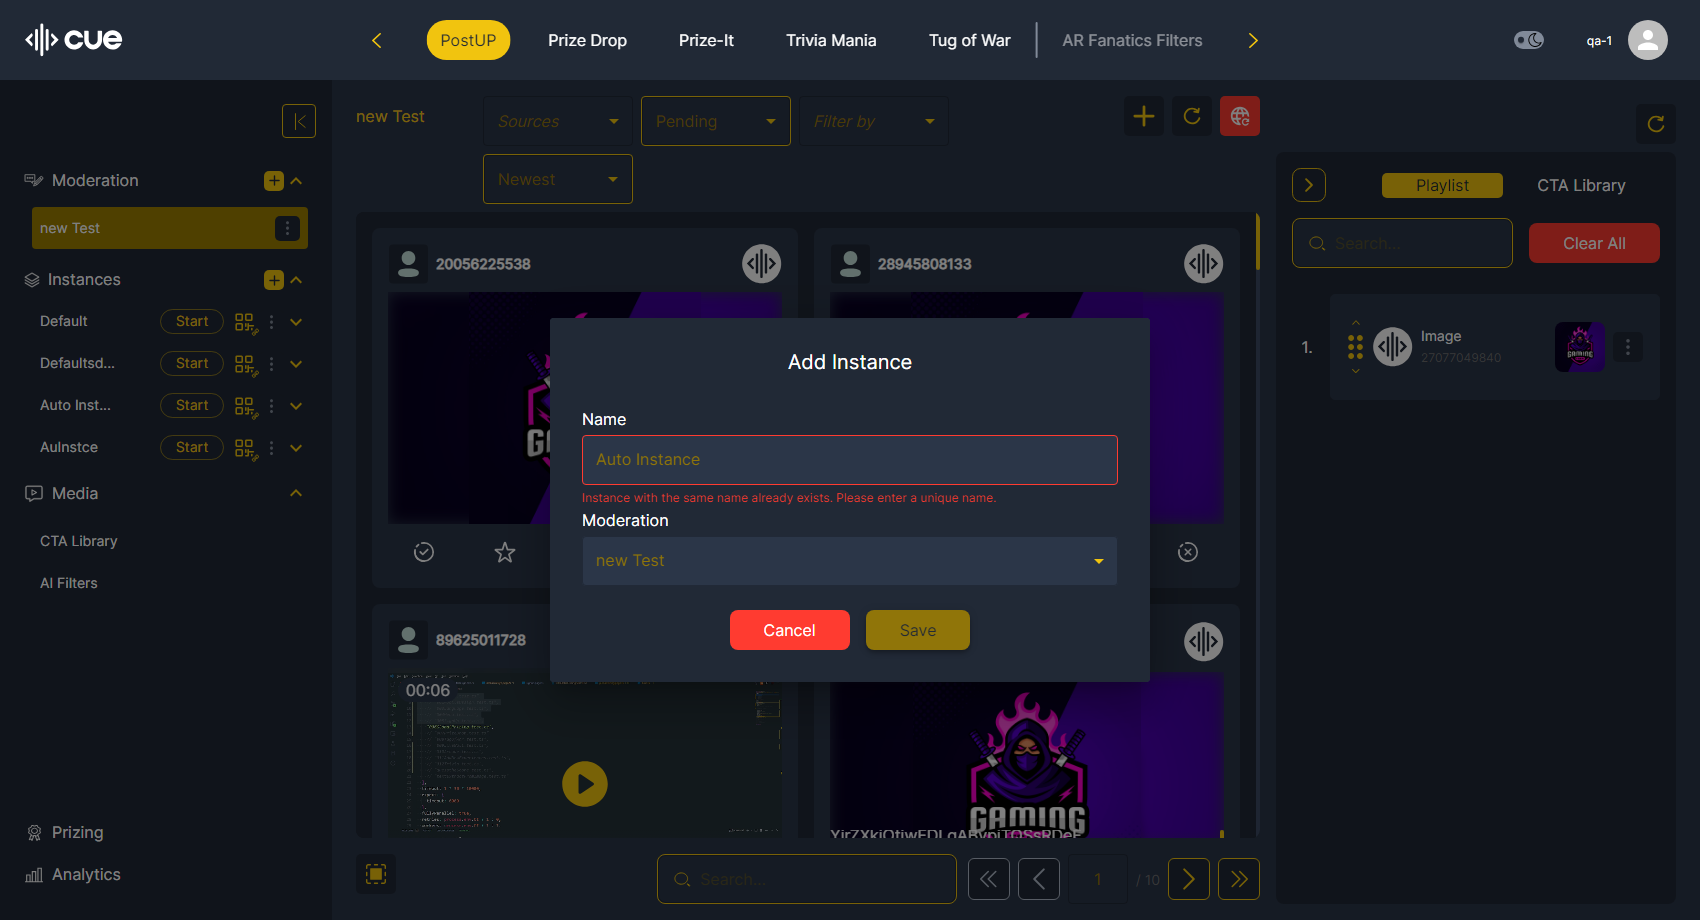 cue
PostUP
Prize Drop
Prize-It
Trivia Mania
Tug of War
AR Fanatics Filters
qa-1
Moderation
new Test
Instances
Default
Start
Defaultsd...
Start
Auto Inst...
Start
AuInstce
Start
Media
CTA Library
AI Filters
Prizing
Analytics
new Test
Sources
Pending
Filter by
Newest
20056225538
28945808133
89625011728
00:06
GAMING
Add Instance
Name
Auto Instance
Instance with the same name already exists. Please enter a unique name.
Moderation
new Test
Cancel
Save
Search...
1
/ 10
Playlist
CTA Library
Search...
Clear All
1.
Image
27077049840
GAMING